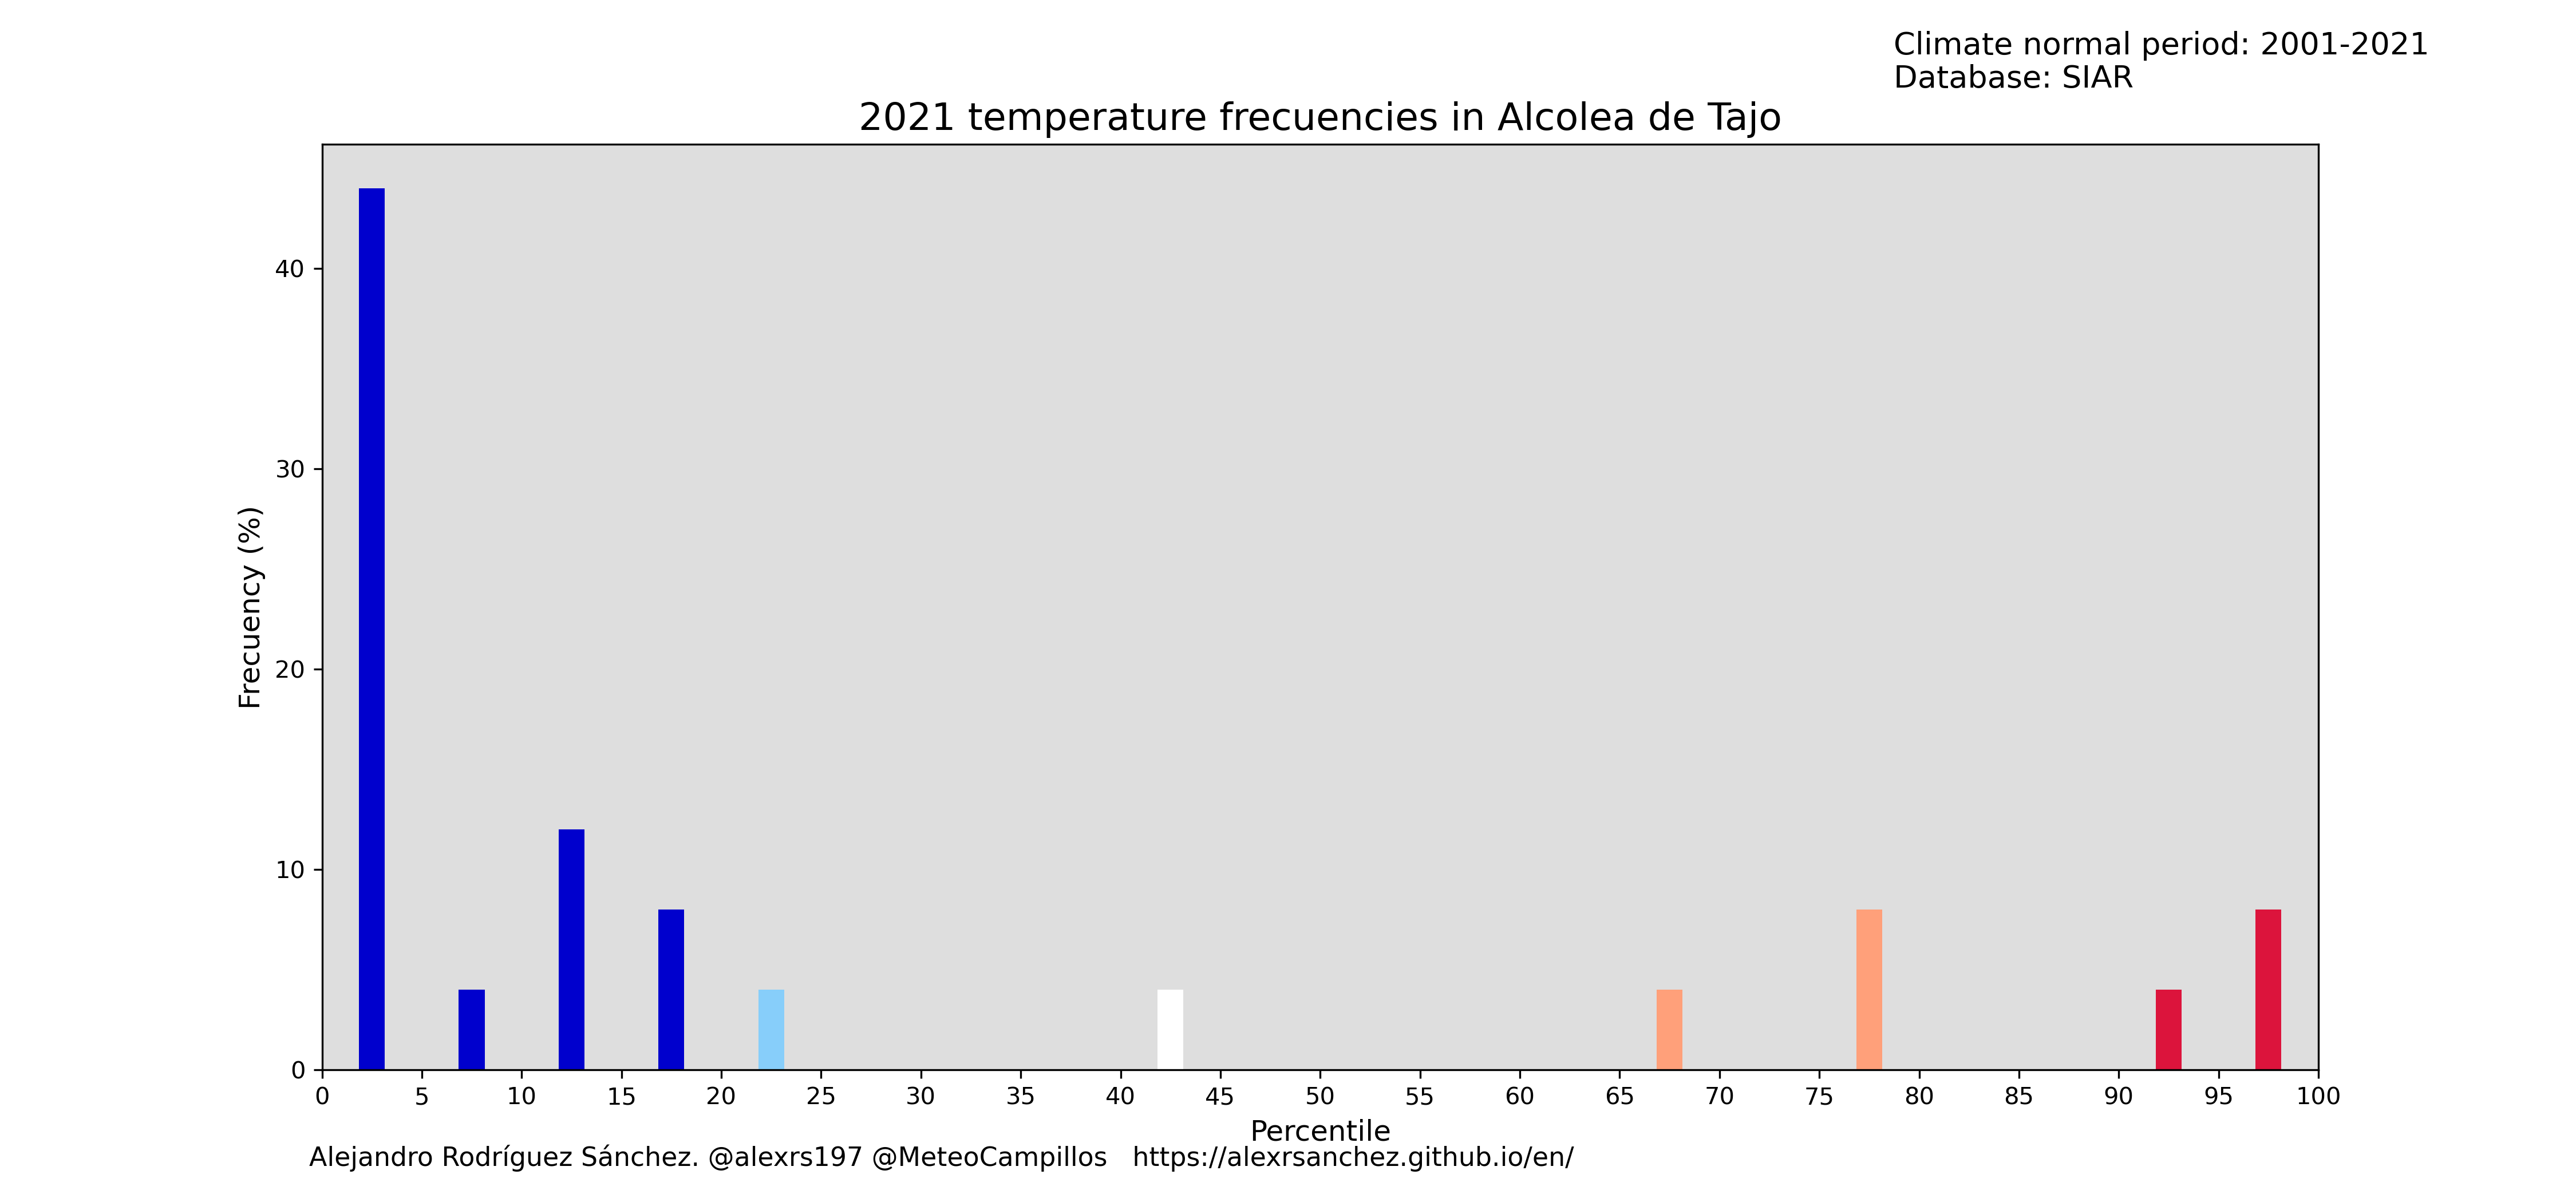 Climate normal period: 2001-2021
Database: SIAR
2021 temperature frecuencies in Alcolea de Tajo
Frecuency (%)
40
30
20
10
0
0 5 10 15 20 25 30 35 40 45 50 55 60 65 70 75 80 85 90 95 100
Percentile
Alejandro Rodríguez Sánchez. @alexrs197 @MeteoCampillos https://alexrsanchez.github.io/en/